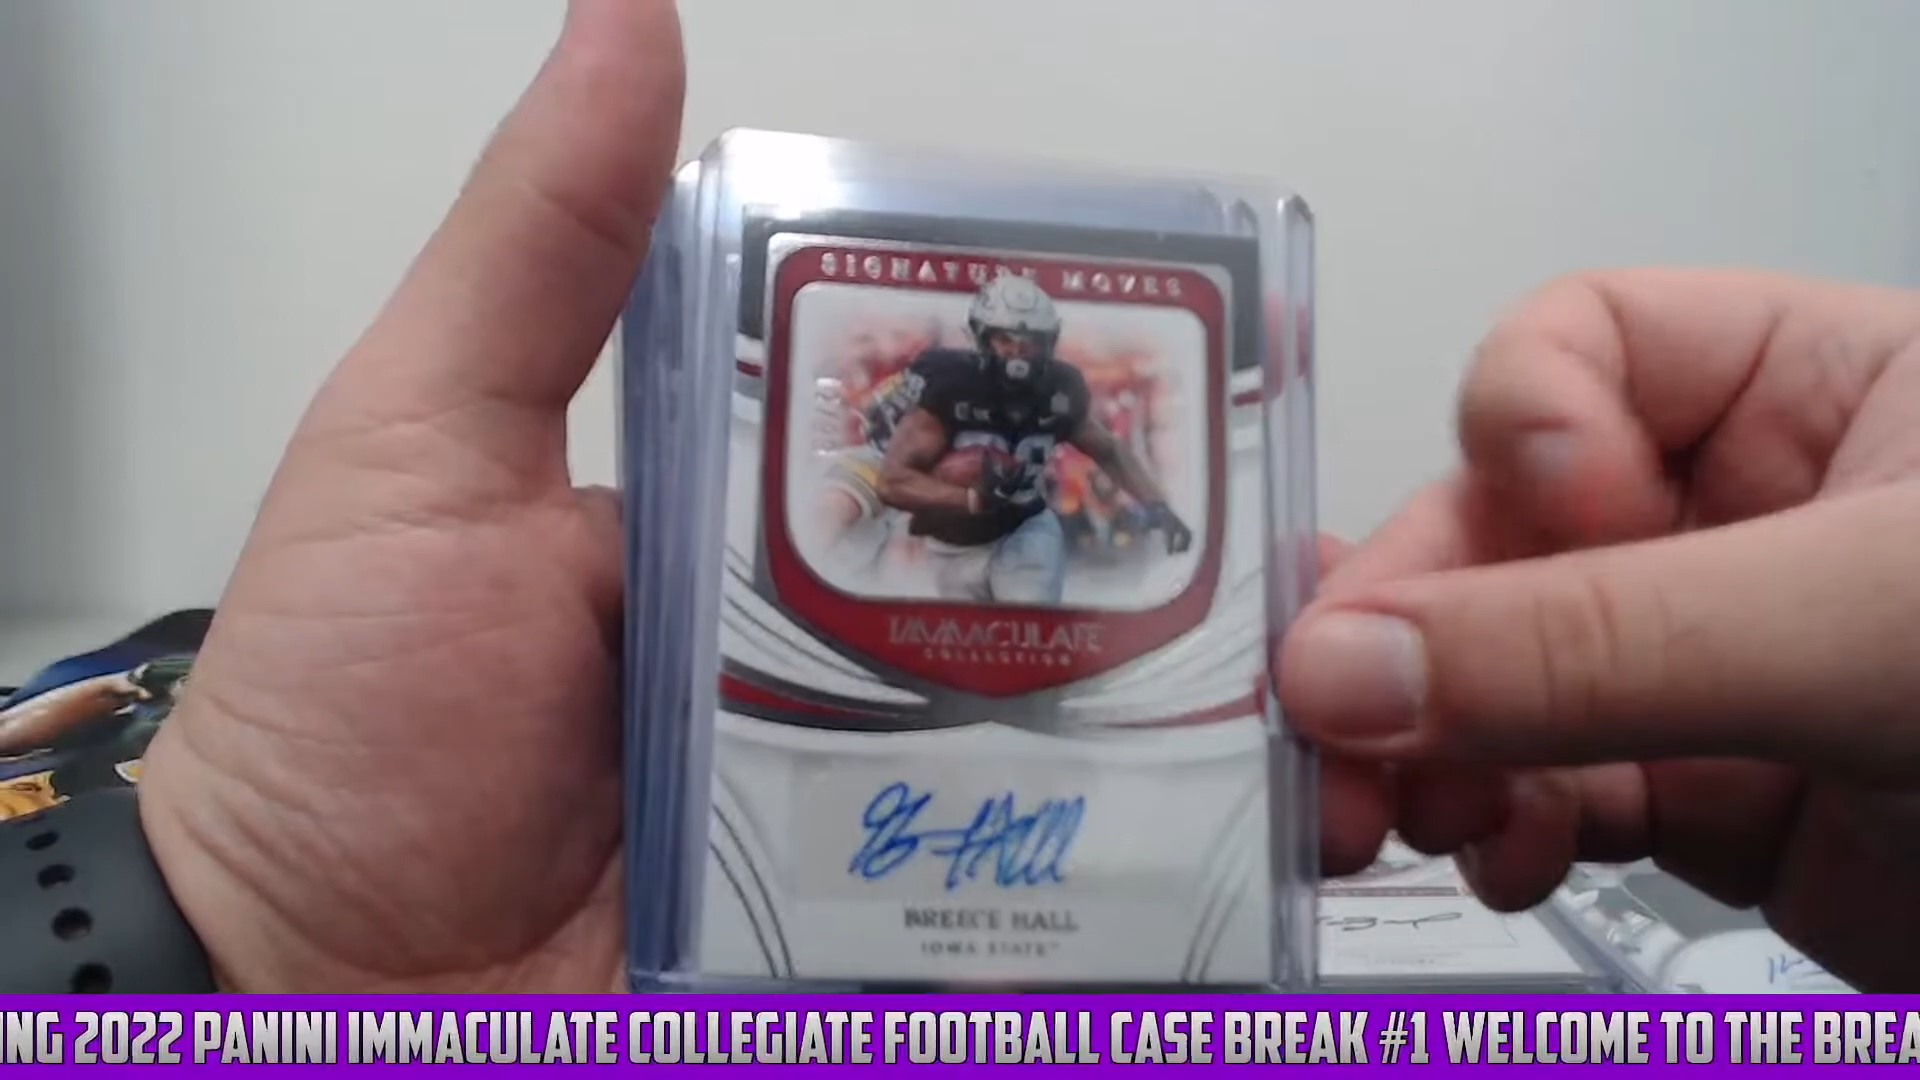 SIGNATURE MOVES
IMMACULATE
COLLECTION
BREECE HALL
IOWA STATE
ING 2022 PANINI IMMACULATE COLLEGIATE FOOTBALL CASE BREAK #1 WELCOME TO THE BREA